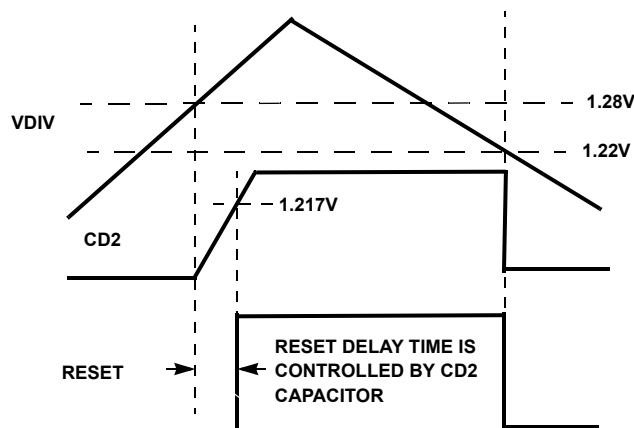 1.28V
VDIV
1.22V
1.217V
CD2
RESET DELAY TIME IS
RESET
CONTROLLED BY CD2
CAPACITOR